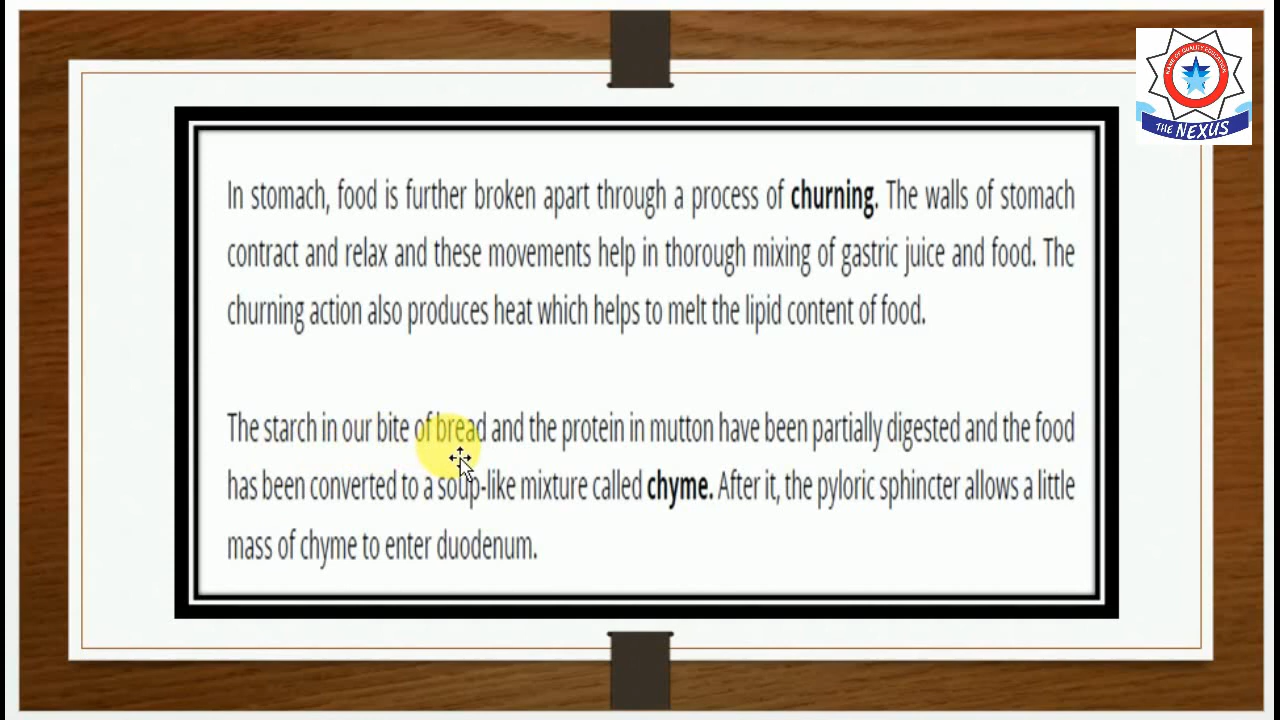 NAME OF QUALITY EDUCATION
THE NEXUS
In stomach, food is further broken apart through a process of churning. The walls of stomach
contract and relax and these movements help in thorough mixing of gastric juice and food. The
churning action also produces heat which helps to melt the lipid content of food.
The starch in our bite of bread and the protein in mutton have been partially digested and the food
has been converted to a soup-like mixture called chyme. After it, the pyloric sphincter allows a little
mass of chyme to enter duodenum.